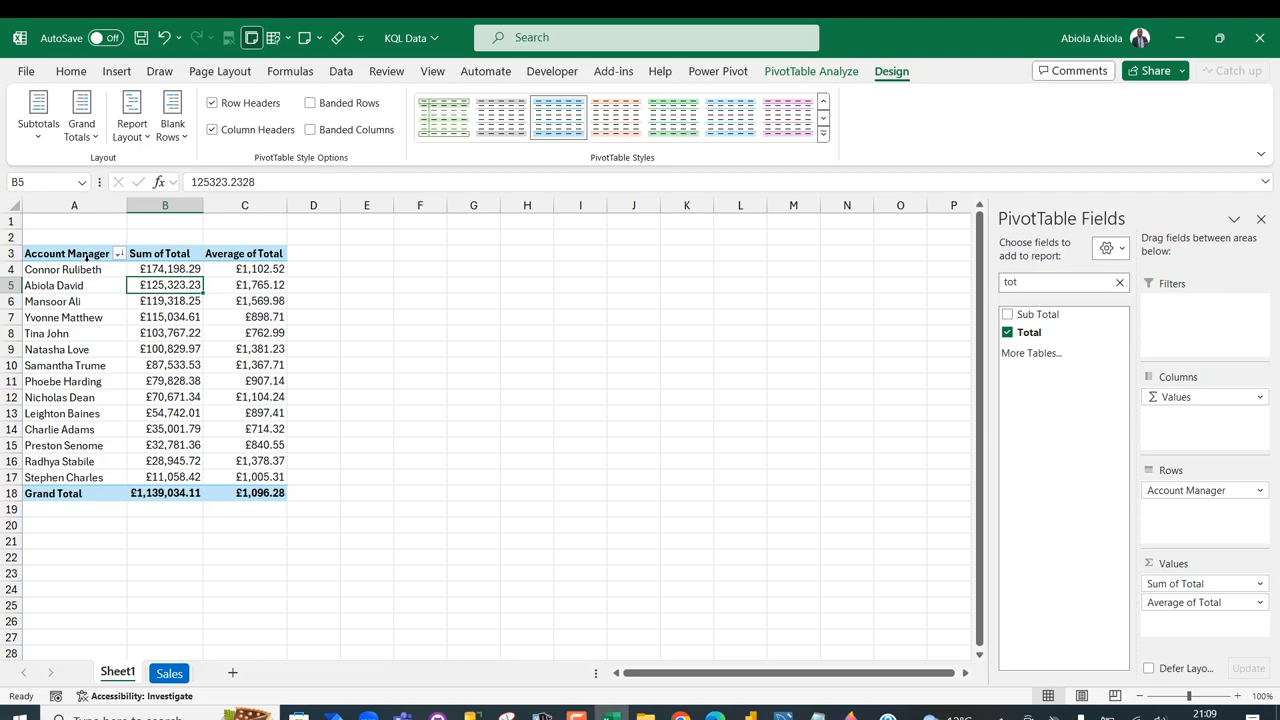 AutoSave Off KQL Data Search Abiola Abiola
File Home Insert Draw Page Layout Formulas Data Review View Automate Developer Add-ins Help Power Pivot PivotTable Analyze Design Comments Share Catch up
Subtotals Grand Totals Report Layout Blank Rows
Row Headers Banded Rows
Column Headers Banded Columns
Layout PivotTable Style Options PivotTable Styles
B5 fx 125323.2328
A B C D E F G H I J K L M N O P
1
2
3 Account Manager Sum of Total Average of Total
4 Connor Rulibeth £174,198.29 £1,102.52
5 Abiola David £125,323.23 £1,765.12
6 Mansoor Ali £119,318.25 £1,569.98
7 Yvonne Matthew £115,034.61 £898.71
8 Tina John £103,767.22 £762.99
9 Natasha Love £100,829.97 £1,381.23
10 Samantha Trume £87,533.53 £1,367.71
11 Phoebe Harding £79,828.38 £907.14
12 Nicholas Dean £70,671.34 £1,104.24
13 Leighton Baines £54,742.01 £897.41
14 Charlie Adams £35,001.79 £714.32
15 Preston Senome £32,781.36 £840.55
16 Radhya Stabile £28,945.72 £1,378.37
17 Stephen Charles £11,058.42 £1,005.31
18 Grand Total £1,139,034.11 £1,096.28
19
20
21
22
23
24
25
26
27
28
PivotTable Fields
Choose fields to add to report:
tot
Sub Total
Total
More Tables...
Drag fields between areas below:
Filters
Columns
Values
Rows
Account Manager
Values
Sum of Total
Average of Total
Defer Layo... Update
Sheet1 Sales
Ready Accessibility: Investigate 100%
21:09